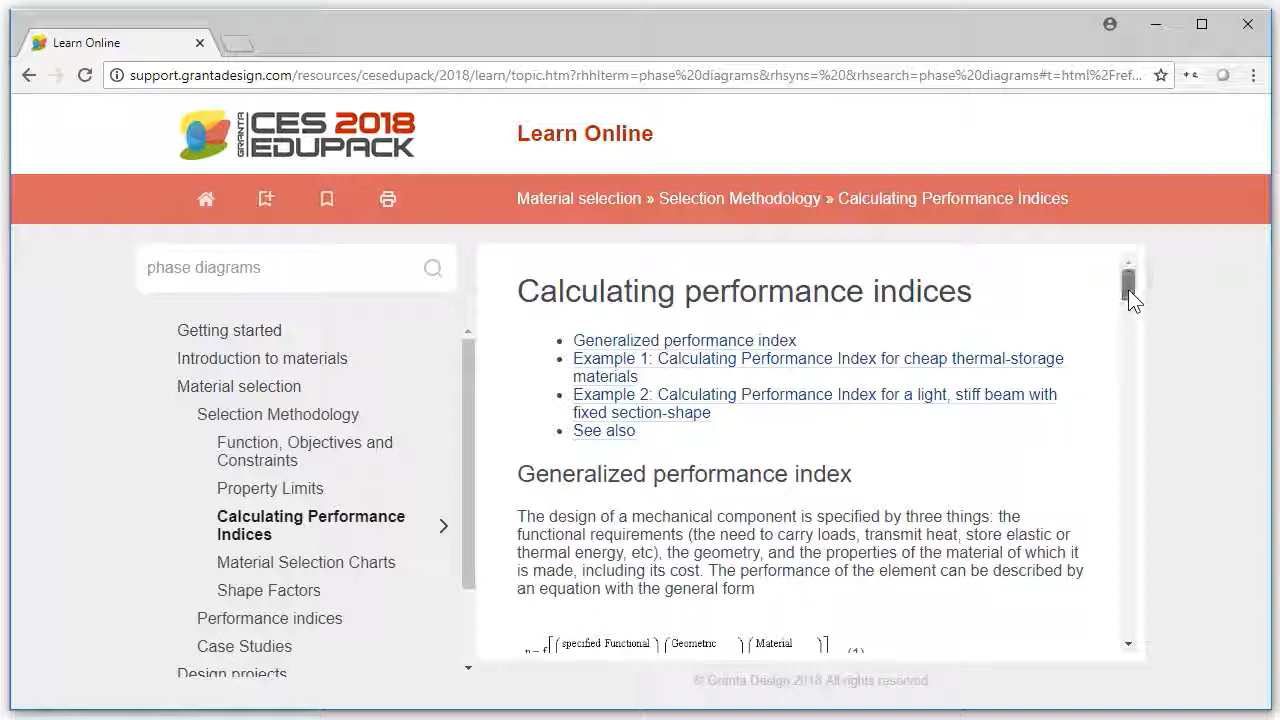 Learn Online
support.grantadesign.com/resources/cesedupack/2018/learn/topic.htm?rhhlterm=phase%20diagrams&rhsyns=%20&rhsearch=phase%20diagrams#t=html%2Fref...
GRANTA
CES 2018
EDUPACK
Learn Online
Material selection » Selection Methodology » Calculating Performance Indices
phase diagrams
Getting started
Introduction to materials
Material selection
Selection Methodology
Function, Objectives and
Constraints
Property Limits
Calculating Performance
Indices
Material Selection Charts
Shape Factors
Performance indices
Case Studies
Design projects
Calculating performance indices
• Generalized performance index
• Example 1: Calculating Performance Index for cheap thermal-storage
materials
• Example 2: Calculating Performance Index for a light, stiff beam with
fixed section-shape
• See also
Generalized performance index
The design of a mechanical component is specified by three things: the
functional requirements (the need to carry loads, transmit heat, store elastic or
thermal energy, etc), the geometry, and the properties of the material of which it
is made, including its cost. The performance of the element can be described by
an equation with the general form
specified Functional Geometric Material
© Granta Design 2018 All rights reserved